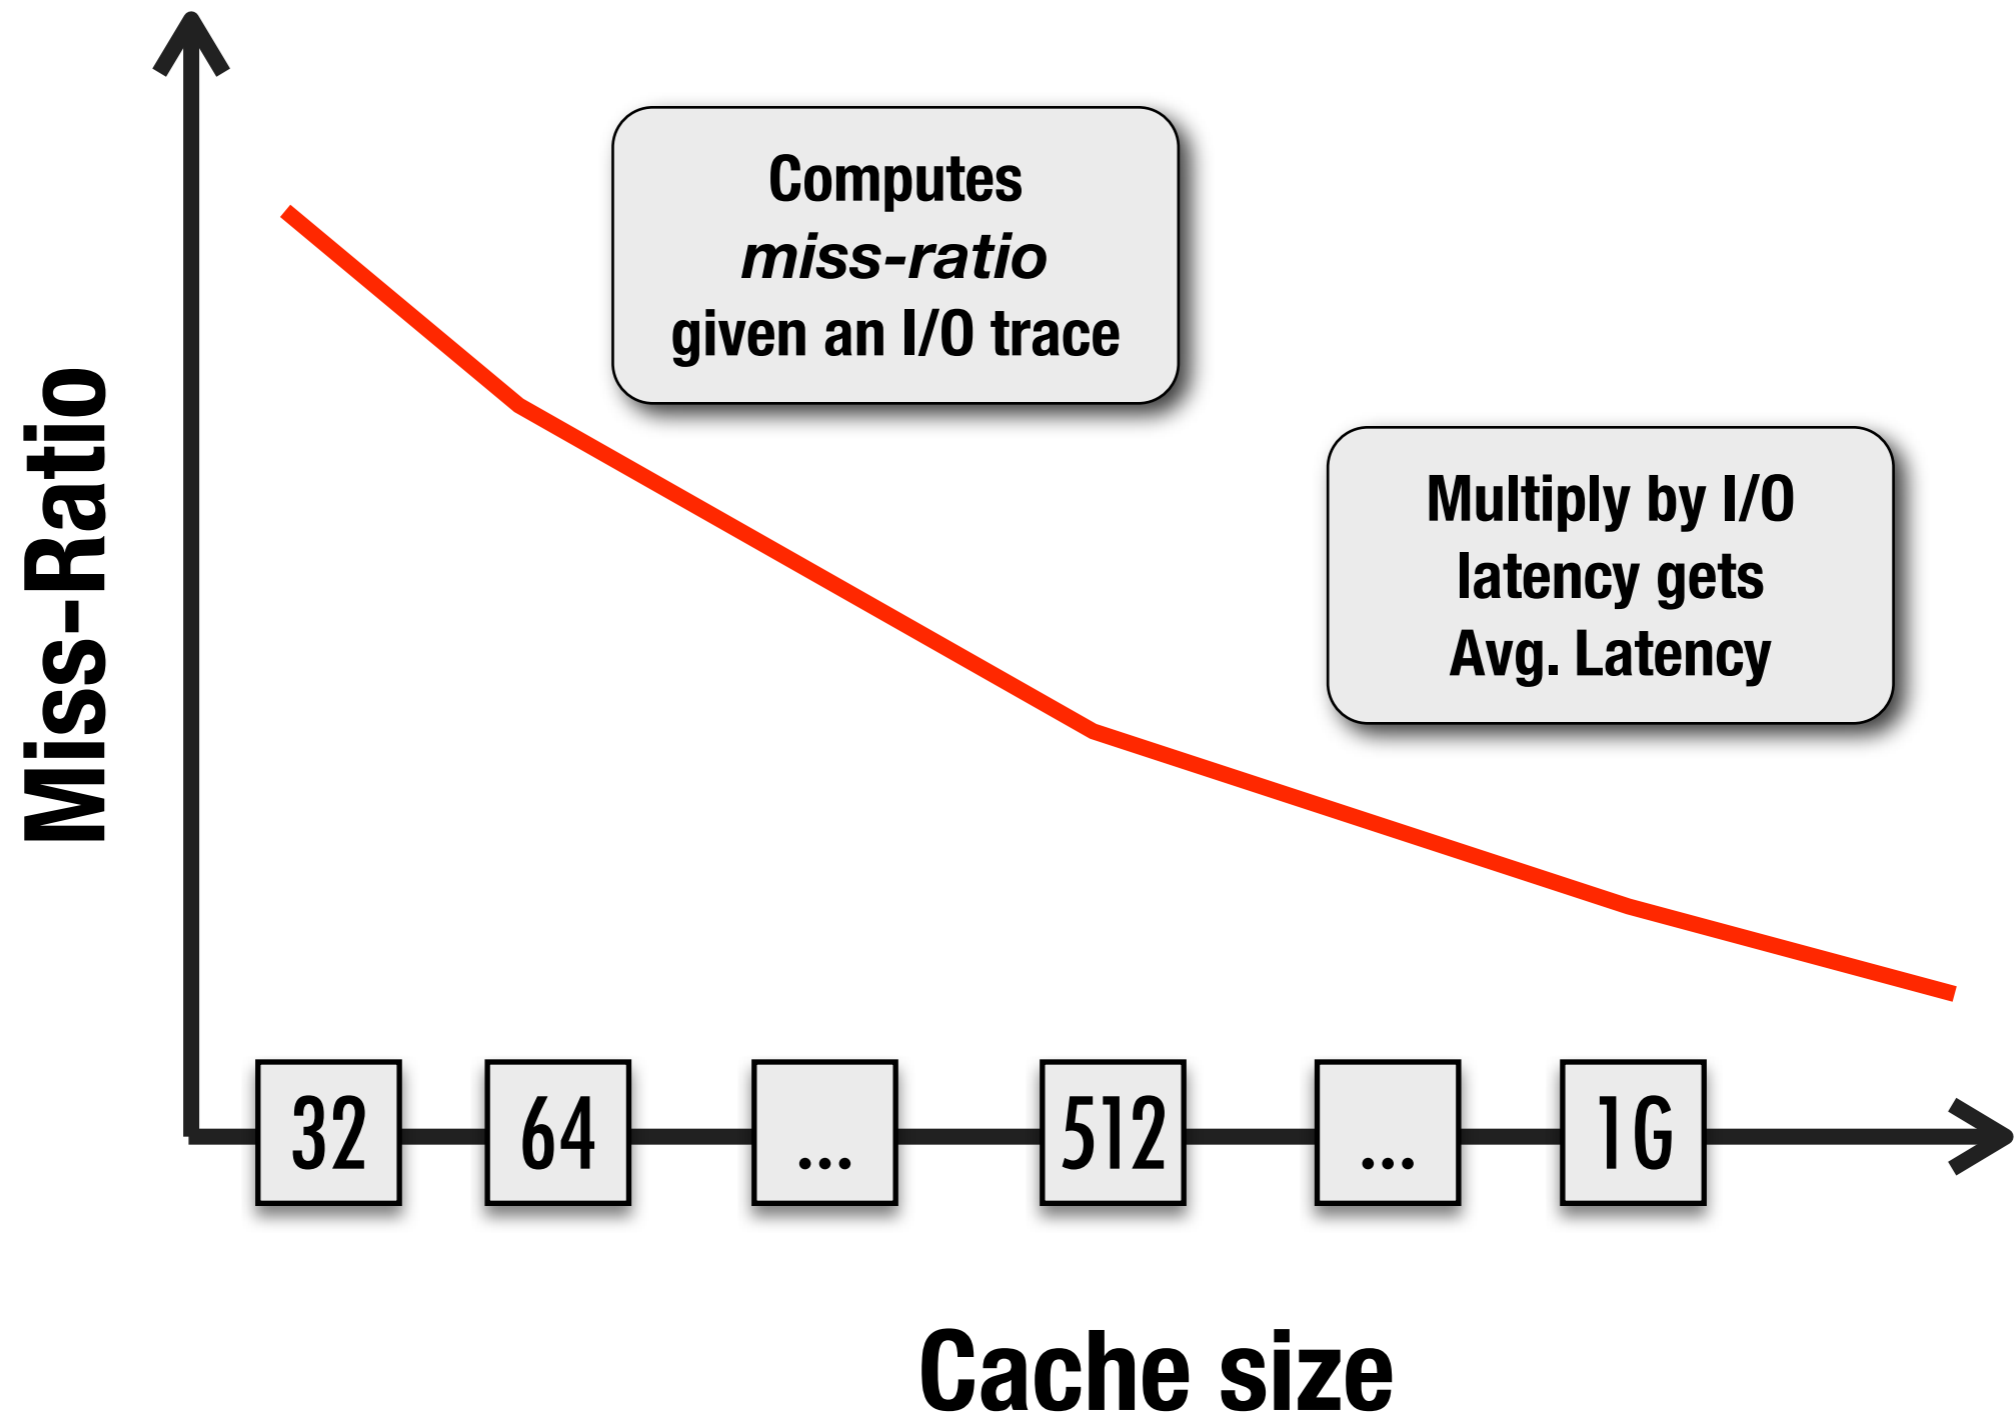 Computes
miss-ratio
given an I/O trace
Multiply by I/O
latency gets
Avg. Latency
Miss-Ratio
32
64
...
512
...
1G
Cache size